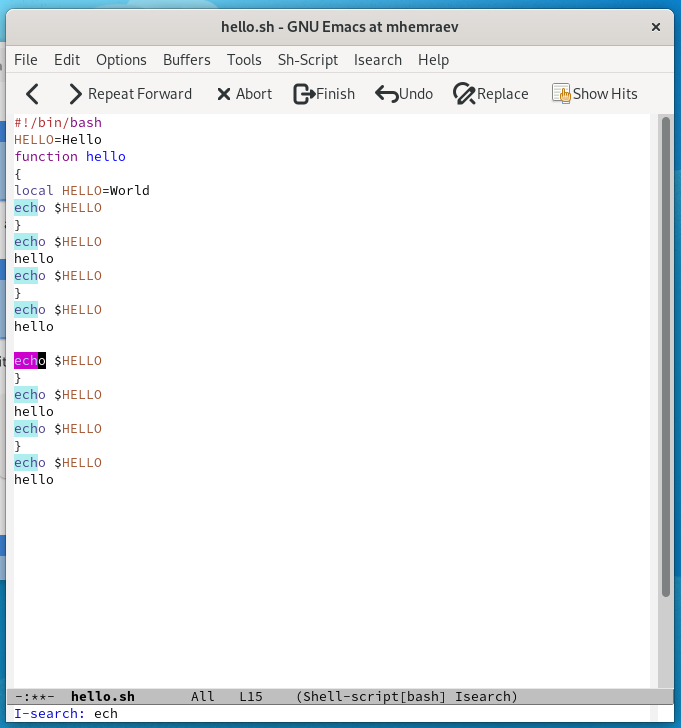 hello.sh - GNU Emacs at mhemraev ×
File Edit Options Buffers Tools Sh-Script Isearch Help
Repeat Forward Abort Finish Undo Replace Show Hits
#!/bin/bash
HELLO=Hello
function hello
{
local HELLO=World
echo $HELLO
}
echo $HELLO
hello
echo $HELLO
}
echo $HELLO
hello
echo $HELLO
}
echo $HELLO
hello
echo $HELLO
}
echo $HELLO
hello
-:**- hello.sh All L15 (Shell-script[bash] Isearch)
I-search: ech